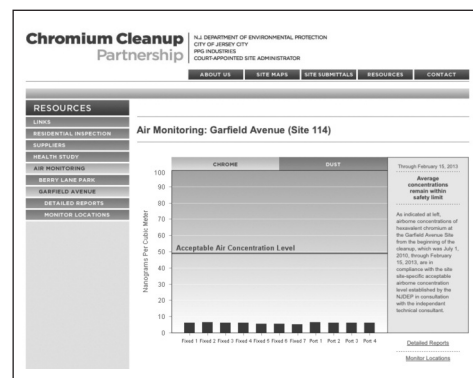 Chromium Cleanup
Partnership
N.J. DEPARTMENT OF ENVIRONMENTAL PROTECTION
CITY OF JERSEY CITY
PPG INDUSTRIES
COURT-APPOINTED SITE ADMINISTRATOR
ABOUT US SITE MAPS SITE SUBMITTALS RESOURCES CONTACT
RESOURCES
LINKS
RESIDENTIAL INSPECTION
SUPPLIERS
HEALTH STUDY
AIR MONITORING
BERRY LANE PARK
GARFIELD AVENUE
DETAILED REPORTS
MONITOR LOCATIONS
Air Monitoring: Garfield Avenue (Site 114)
CHROME DUST
Nanograms Per Cubic Meter
100
90
80
70
60
50
40
30
20
10
0
Acceptable Air Concentration Level
Fixed 1 Fixed 2 Fixed 3 Fixed 4 Fixed 5 Fixed 6 Fixed 7 Port 1 Port 2 Port 3 Port 4
Through February 15, 2013
Average
concentrations
remain within
safety limit
As indicated at left,
airborne concentrations of
hexavalent chromium at
the Garfield Avenue Site
from the beginning of the
cleanup, which was July 1,
2010, through February
15, 2013, are in
compliance with the site
site-specific acceptable
airborne concentration
level established by the
NJDEP in consultation
with the independent
technical consultant.
Detailed Reports
Monitor Locations